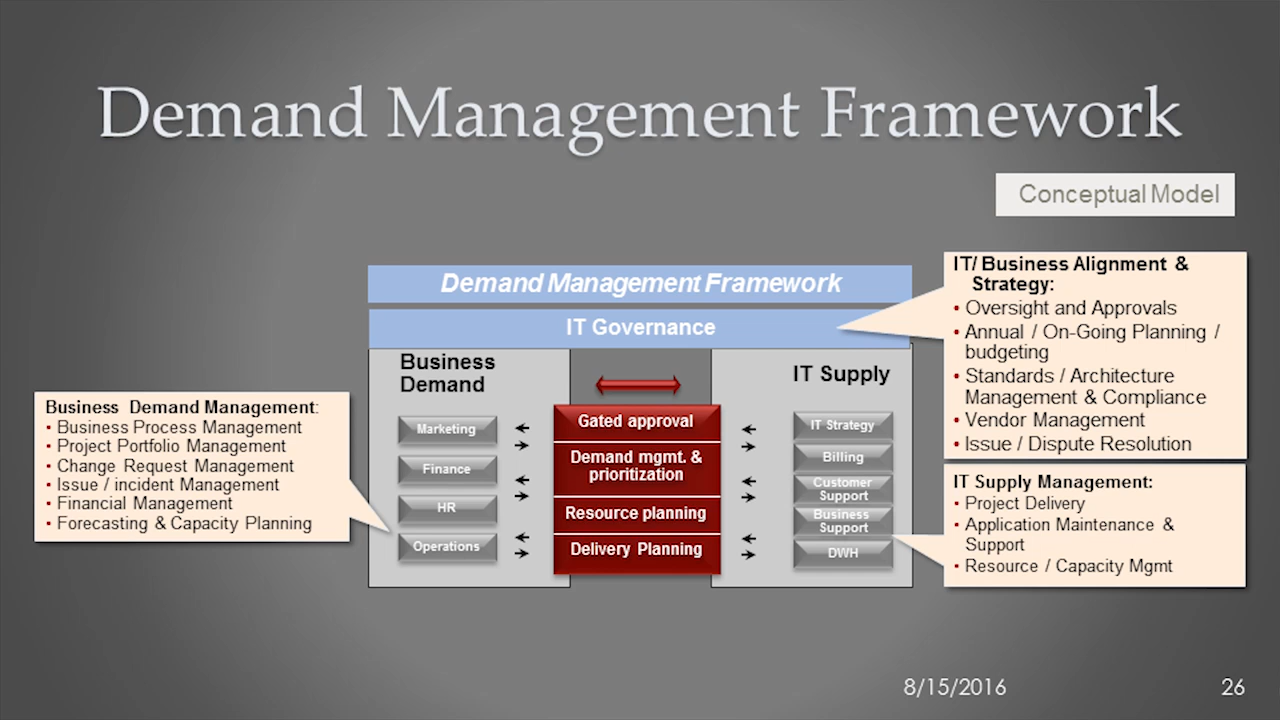 Demand Management Framework
Conceptual Model
Demand Management Framework
IT Governance
Business
Demand
Marketing
Finance
HR
Operations
Gated approval
Demand mgmt. &
prioritization
Resource planning
Delivery Planning
IT Supply
IT Strategy
Billing
Customer
Support
Business
Support
DWH
Business Demand Management:
• Business Process Management
• Project Portfolio Management
• Change Request Management
• Issue / incident Management
• Financial Management
• Forecasting & Capacity Planning
IT/ Business Alignment &
Strategy:
• Oversight and Approvals
• Annual / On-Going Planning /
budgeting
• Standards / Architecture
Management & Compliance
• Vendor Management
• Issue / Dispute Resolution
IT Supply Management:
• Project Delivery
• Application Maintenance &
Support
• Resource / Capacity Mgmt
8/15/2016
26